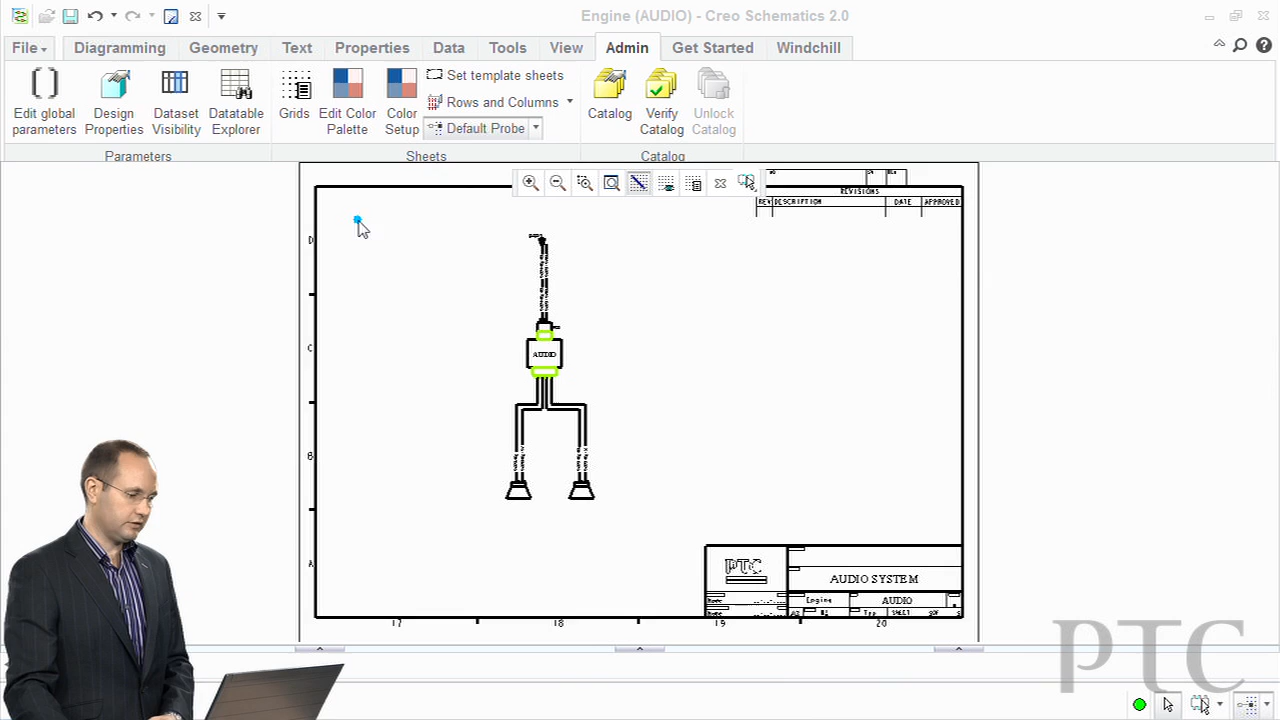 Engine (AUDIO) - Creo Schematics 2.0
File Diagramming Geometry Text Properties Data Tools View Admin Get Started Windchill
Edit global parameters
Design Properties
Dataset Visibility
Datatable Explorer
Grids
Edit Color Palette
Color Setup
Set template sheets
Rows and Columns
Default Probe
Catalog
Verify Catalog
Unlock Catalog
Parameters Sheets Catalog
REVISIONS
REV DESCRIPTION DATE APPROVED
D
C
AUDIO
B
A
PTC
AUDIO SYSTEM
Engine AUDIO
SHEET
17 18 19 20
PTC